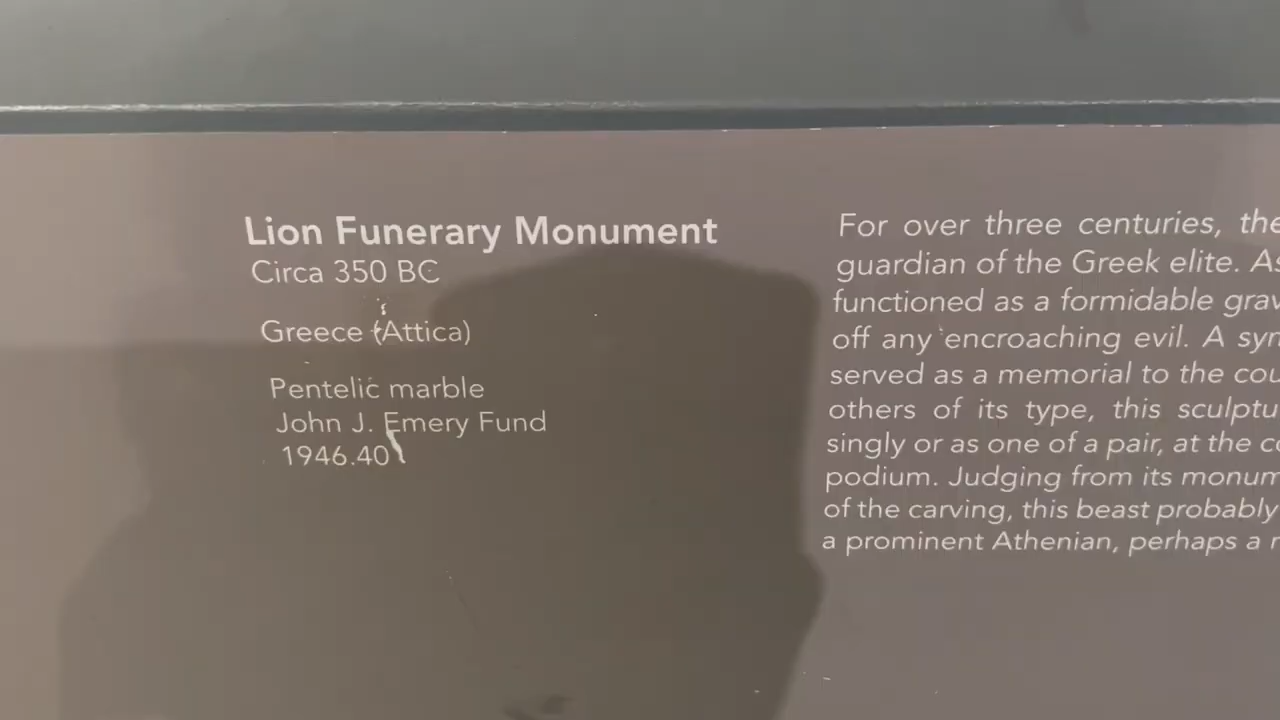 Lion Funerary Monument
Circa 350 BC
Greece (Attica)
Pentelic marble
John J. Emery Fund
1946.40
For over three centuries, the
guardian of the Greek elite. As
functioned as a formidable
off any encroaching evil. A
served as a memorial to the
others of its type, this
singly or as one of a pair, at the
podium. Judging from its
of the carving, this beast probably
a prominent Athenian, perhaps a